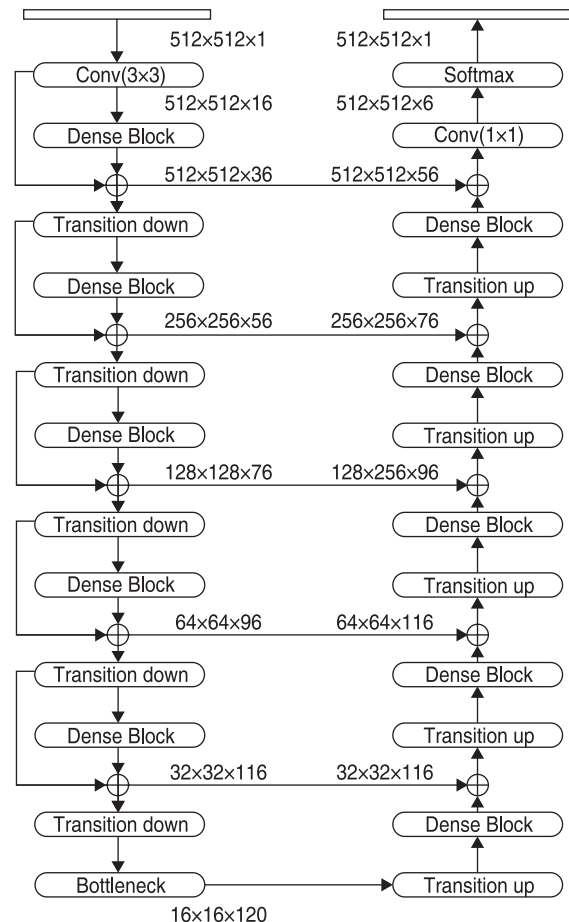 512×512×1 512×512×1
Conv(3×3) Softmax
512×512×16 512×512×6
Dense Block Conv(1×1)
512×512×36 512×512×56
Transition down Dense Block
Dense Block Transition up
256×256×56 256×256×76
Transition down Dense Block
Dense Block Transition up
128×128×76 128×256×96
Transition down Dense Block
Dense Block Transition up
64×64×96 64×64×116
Transition down Dense Block
Dense Block Transition up
32×32×116 32×32×116
Transition down Dense Block
Bottleneck Transition up
16×16×120